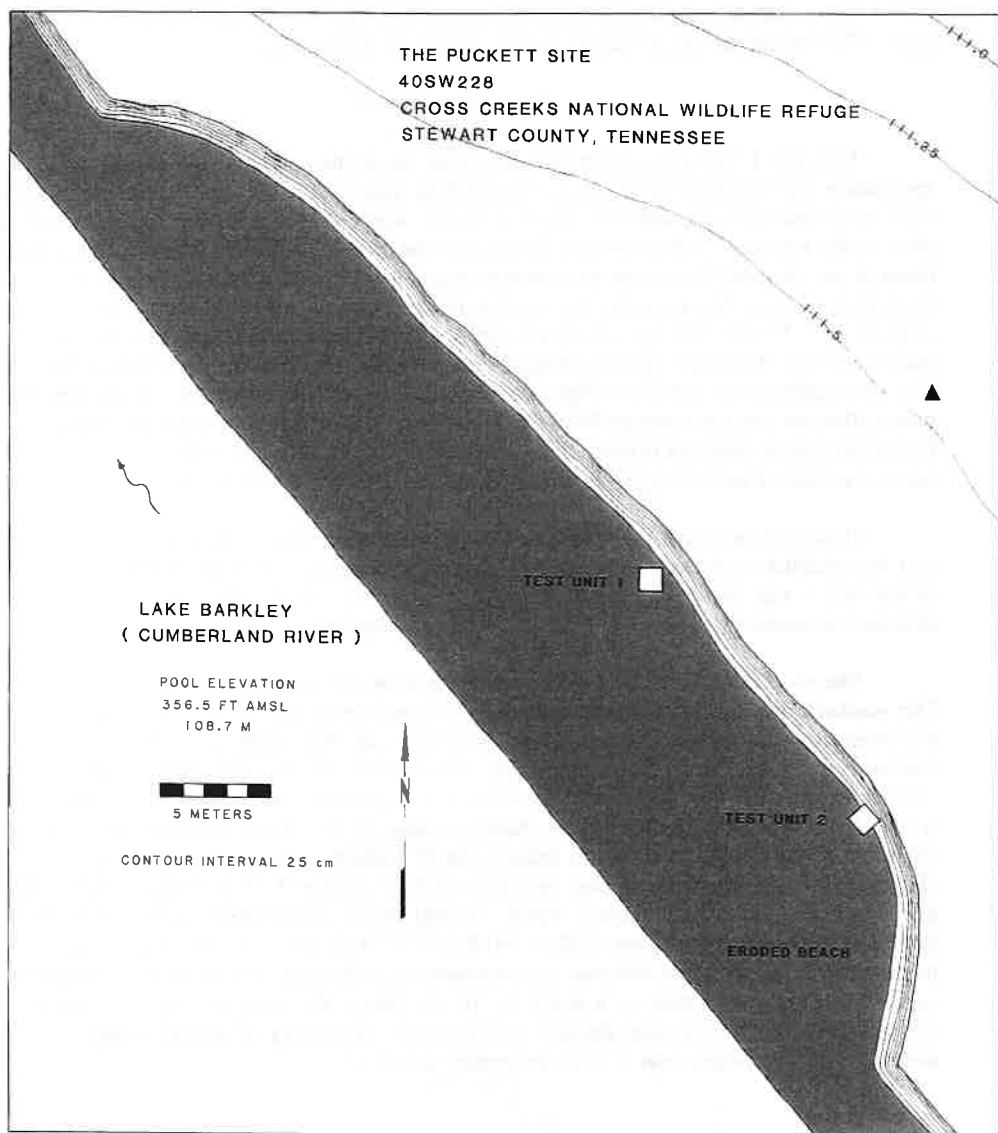 THE PUCKETT SITE
40SW228
CROSS CREEKS NATIONAL WILDLIFE REFUGE
STEWART COUNTY, TENNESSEE
111.0
111.25
111.5
TEST UNIT 1
LAKE BARKLEY
( CUMBERLAND RIVER )
POOL ELEVATION
356.5 FT AMSL
108.7 M
N
5 METERS
CONTOUR INTERVAL 25 cm
TEST UNIT 2
ERODED BEACH